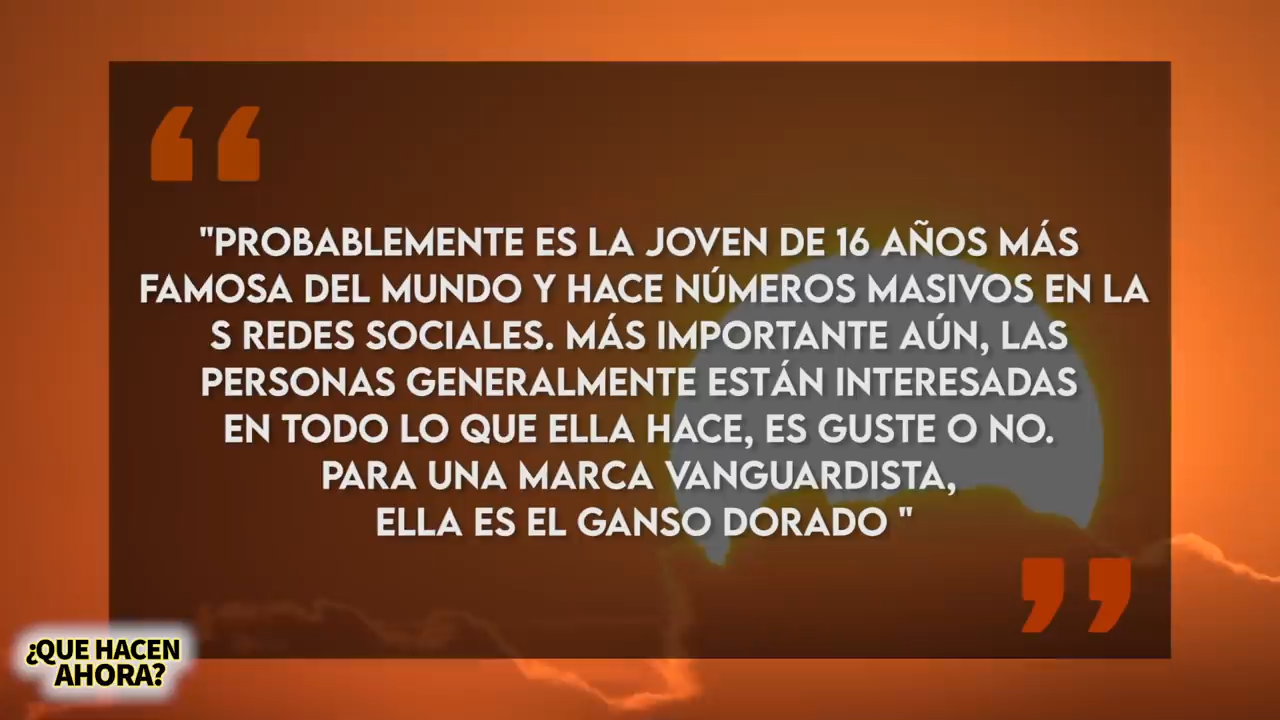 "PROBABLEMENTE ES LA JOVEN DE 16 AÑOS MÁS
FAMOSA DEL MUNDO Y HACE NÚMEROS MASIVOS EN LA
S REDES SOCIALES. MÁS IMPORTANTE AÚN, LAS
PERSONAS GENERALMENTE ESTÁN INTERESADAS
EN TODO LO QUE ELLA HACE, ES GUSTE O NO.
PARA UNA MARCA VANGUARDISTA,
ELLA ES EL GANSO DORADO "
¿QUE HACEN
AHORA?